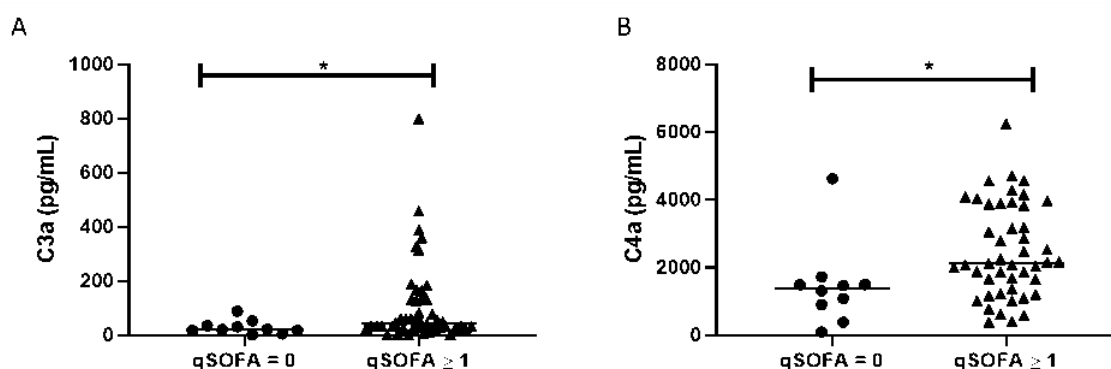 A
C3a (pg/mL)
1000
800
600
400
200
0
*
qSOFA = 0
qSOFA ≥ 1
B
C4a (pg/mL)
8000
6000
4000
2000
0
*
qSOFA = 0
qSOFA ≥ 1